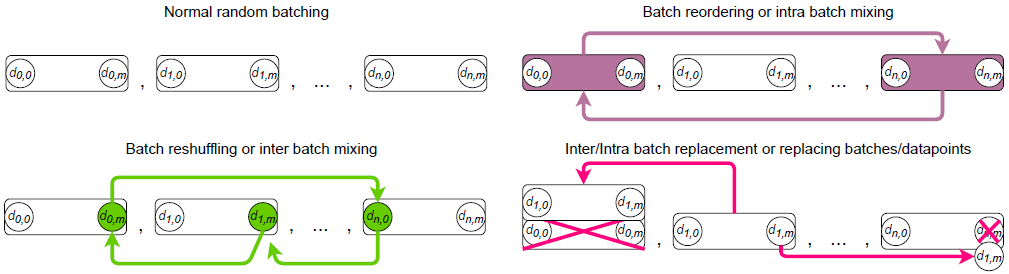 Normal random batching
d0,0 d0,m , d1,0 d1,m , ... , dn,0 dn,m
Batch reordering or intra batch mixing
d0,0 d0,m , d1,0 d1,m , ... , dn,0 dn,m
Batch reshuffling or inter batch mixing
d0,0 d0,m , d1,0 d1,m , ... , dn,0 dn,m
Inter/Intra batch replacement or replacing batches/datapoints
d1,0 d1,m
d0,0 d0,m , d1,0 d1,m , ... , dn,0 dn,m
d1,m